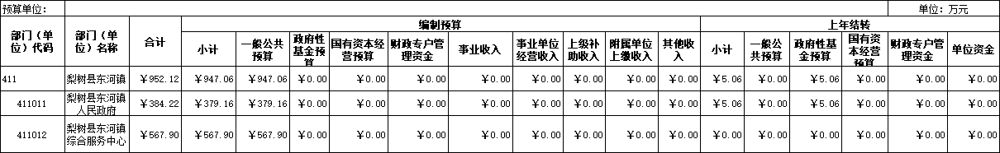 预算单位： 单位：万元
部门（单位）代码 部门（单位）名称 合计 编制预算 上年结转
小计 一般公共预算 政府性基金预算 国有资本经营预算 财政专户管理资金 事业收入 事业单位经营收入 上级补助收入 附属单位上缴收入 其他收入 小计 一般公共预算 政府性基金预算 国有资本经营预算 财政专户管理资金 单位资金
411 梨树县东河镇 ￥952.12 ￥947.06 ￥947.06 ￥0.00 ￥0.00 ￥0.00 ￥0.00 ￥0.00 ￥0.00 ￥0.00 ￥0.00 ￥5.06 ￥0.00 ￥5.06 ￥0.00 ￥0.00 ￥0.00
411011 梨树县东河镇人民政府 ￥384.22 ￥379.16 ￥379.16 ￥0.00 ￥0.00 ￥0.00 ￥0.00 ￥0.00 ￥0.00 ￥0.00 ￥0.00 ￥5.06 ￥0.00 ￥5.06 ￥0.00 ￥0.00 ￥0.00
411012 梨树县东河镇综合服务中心 ￥567.90 ￥567.90 ￥567.90 ￥0.00 ￥0.00 ￥0.00 ￥0.00 ￥0.00 ￥0.00 ￥0.00 ￥0.00 ￥0.00 ￥0.00 ￥0.00 ￥0.00 ￥0.00 ￥0.00